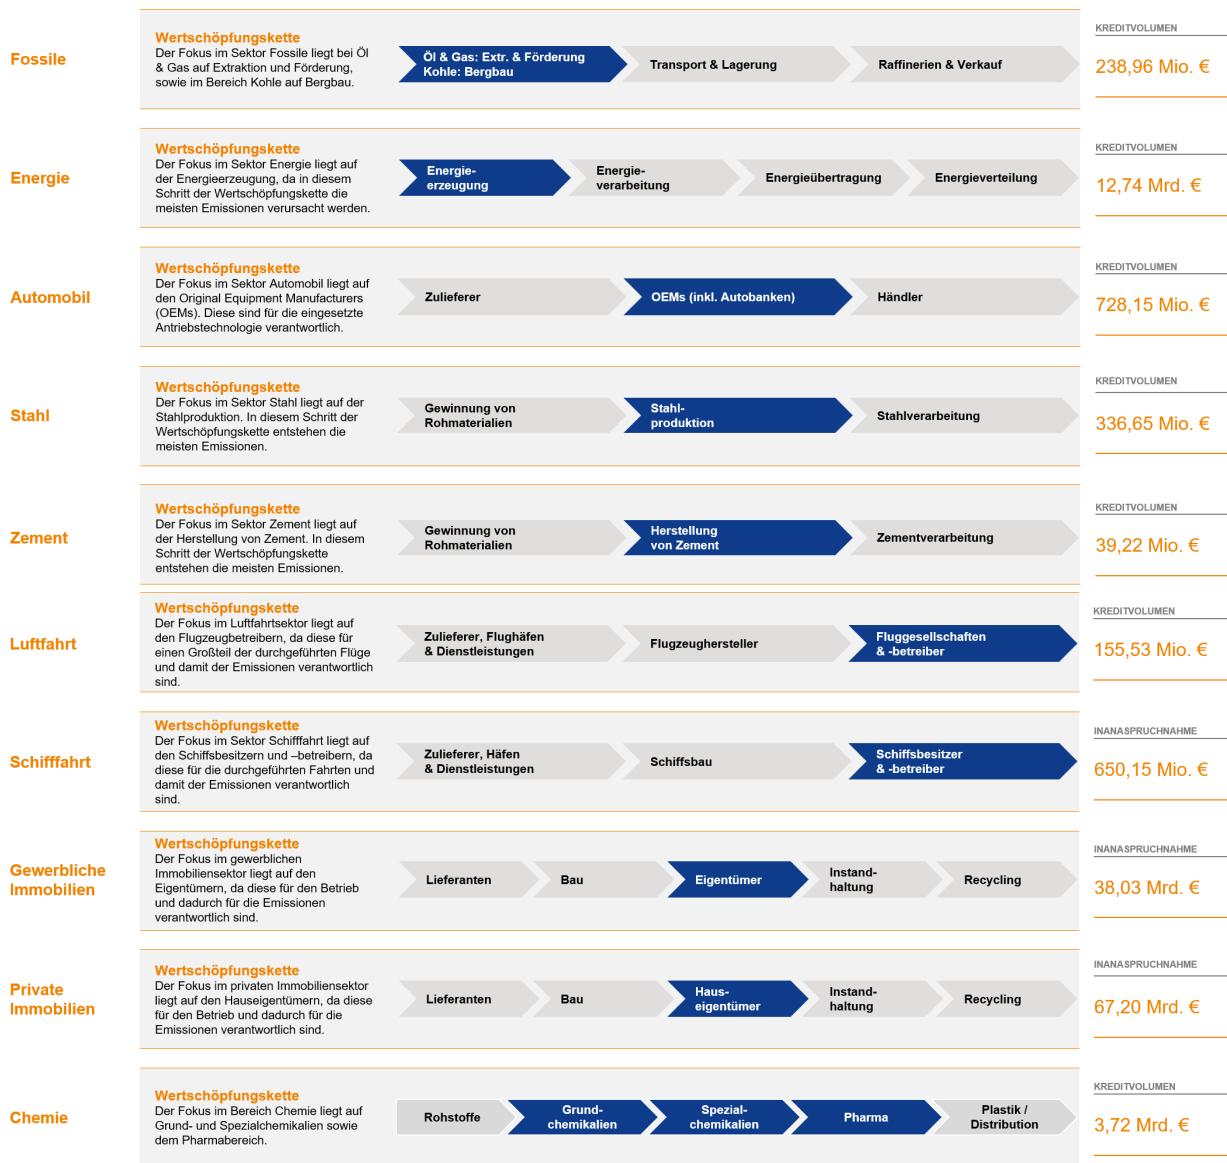 Fossile
Wertschöpfungskette
Der Fokus im Sektor Fossile liegt bei Öl
& Gas auf Extraktion und Förderung,
sowie im Bereich Kohle auf Bergbau.
Öl & Gas: Extr. & Förderung
Kohle: Bergbau
Transport & Lagerung
Raffinerien & Verkauf
KREDITVOLUMEN
238,96 Mio. €
Energie
Wertschöpfungskette
Der Fokus im Sektor Energie liegt auf
der Energieerzeugung, da in diesem
Schritt der Wertschöpfungskette die
meisten Emissionen verursacht werden.
Energie-
erzeugung
Energie-
verarbeitung
Energieübertragung
Energieverteilung
KREDITVOLUMEN
12,74 Mrd. €
Automobil
Wertschöpfungskette
Der Fokus im Sektor Automobil liegt auf
den Original Equipment Manufacturers
(OEMs). Diese sind für die eingesetzte
Antriebstechnologie verantwortlich.
Zulieferer
OEMs (inkl. Autobanken)
Händler
KREDITVOLUMEN
728,15 Mio. €
Stahl
Wertschöpfungskette
Der Fokus im Sektor Stahl liegt auf der
Stahlproduktion. In diesem Schritt der
Wertschöpfungskette entstehen die
meisten Emissionen.
Gewinnung von
Rohmaterialien
Stahl-
produktion
Stahlverarbeitung
KREDITVOLUMEN
336,65 Mio. €
Zement
Wertschöpfungskette
Der Fokus im Sektor Zement liegt auf
der Herstellung von Zement. In diesem
Schritt der Wertschöpfungskette
entstehen die meisten Emissionen.
Gewinnung von
Rohmaterialien
Herstellung
von Zement
Zementverarbeitung
KREDITVOLUMEN
39,22 Mio. €
Luftfahrt
Wertschöpfungskette
Der Fokus im Luftfahrtsektor liegt auf
den Flugzeugbetreibern, da diese für
einen Großteil der durchgeführten Flüge
und damit der Emissionen verantwortlich
sind.
Zulieferer, Flughäfen
& Dienstleistungen
Flugzeughersteller
Fluggesellschaften
& -betreiber
KREDITVOLUMEN
155,53 Mio. €
Schifffahrt
Wertschöpfungskette
Der Fokus im Sektor Schifffahrt liegt auf
den Schiffsbesitzern und –betreibern, da
diese für die durchgeführten Fahrten und
damit der Emissionen verantwortlich
sind.
Zulieferer, Häfen
& Dienstleistungen
Schiffsbau
Schiffsbesitzer
& -betreiber
INANASPRUCHNAHME
650,15 Mio. €
Gewerbliche
Immobilien
Wertschöpfungskette
Der Fokus im gewerblichen
Immobiliensektor liegt auf den
Eigentümern, da diese für den Betrieb
und dadurch für die Emissionen
verantwortlich sind.
Lieferanten
Bau
Eigentümer
Instand-
haltung
Recycling
INANASPRUCHNAHME
38,03 Mrd. €
Private
Immobilien
Wertschöpfungskette
Der Fokus im privaten Immobiliensektor
liegt auf den Hauseigentümern, da diese
für den Betrieb und dadurch für die
Emissionen verantwortlich sind.
Lieferanten
Bau
Haus-
eigentümer
Instand-
haltung
Recycling
INANASPRUCHNAHME
67,20 Mrd. €
Chemie
Wertschöpfungskette
Der Fokus im Bereich Chemie liegt auf
Grund- und Spezialchemikalien sowie
dem Pharmabereich.
Rohstoffe
Grund-
chemikalien
Spezial-
chemikalien
Pharma
Plastik /
Distribution
KREDITVOLUMEN
3,72 Mrd. €